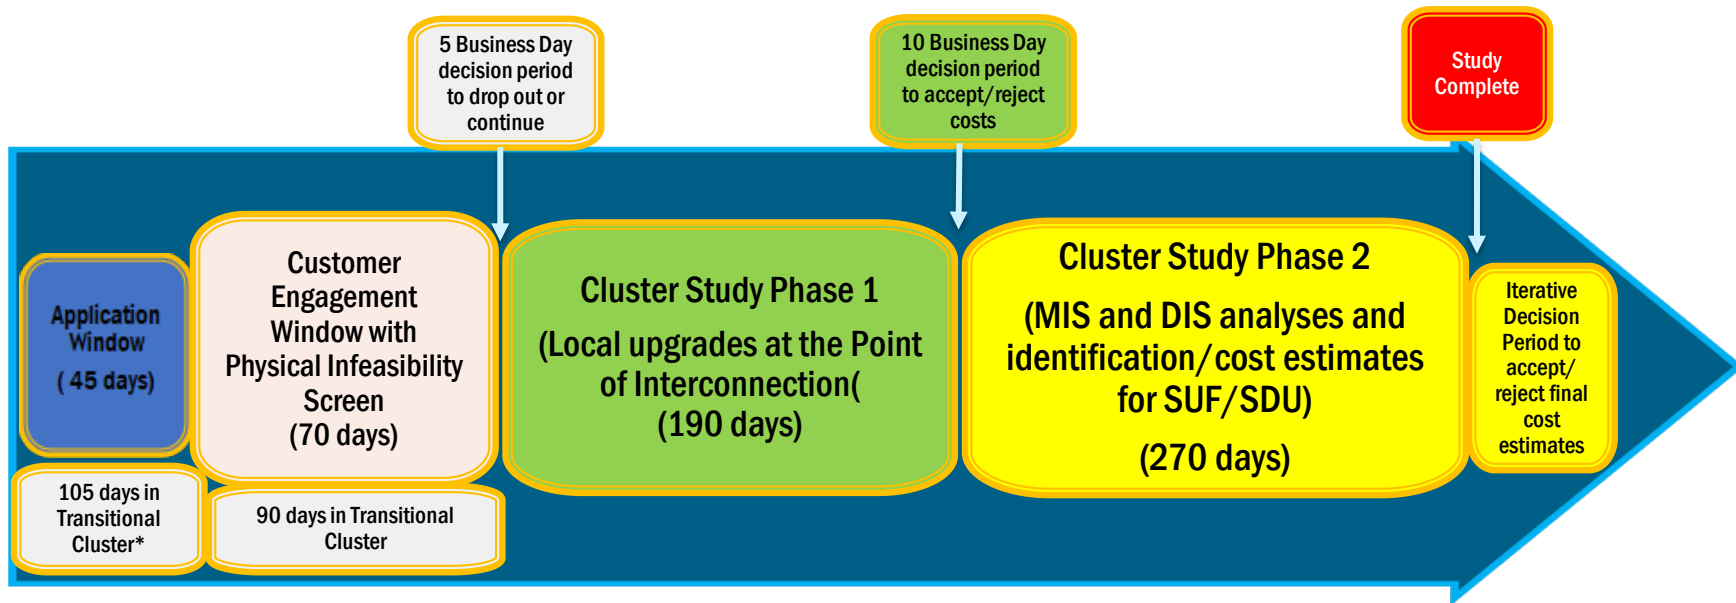 5 Business Day
decision period
to drop out or
continue
10 Business Day
decision period
to accept/reject
costs
Study
Complete
Application
Window
( 45 days)
Customer
Engagement
Window with
Physical Infeasibility
Screen
(70 days)
Cluster Study Phase 1
(Local upgrades at the Point
of Interconnection(
(190 days)
Cluster Study Phase 2
(MIS and DIS analyses and
identification/cost estimates
for SUF/SDU)
(270 days)
Iterative
Decision
Period to
accept/
reject final
cost
estimates
105 days in
Transitional
Cluster*
90 days in Transitional
Cluster